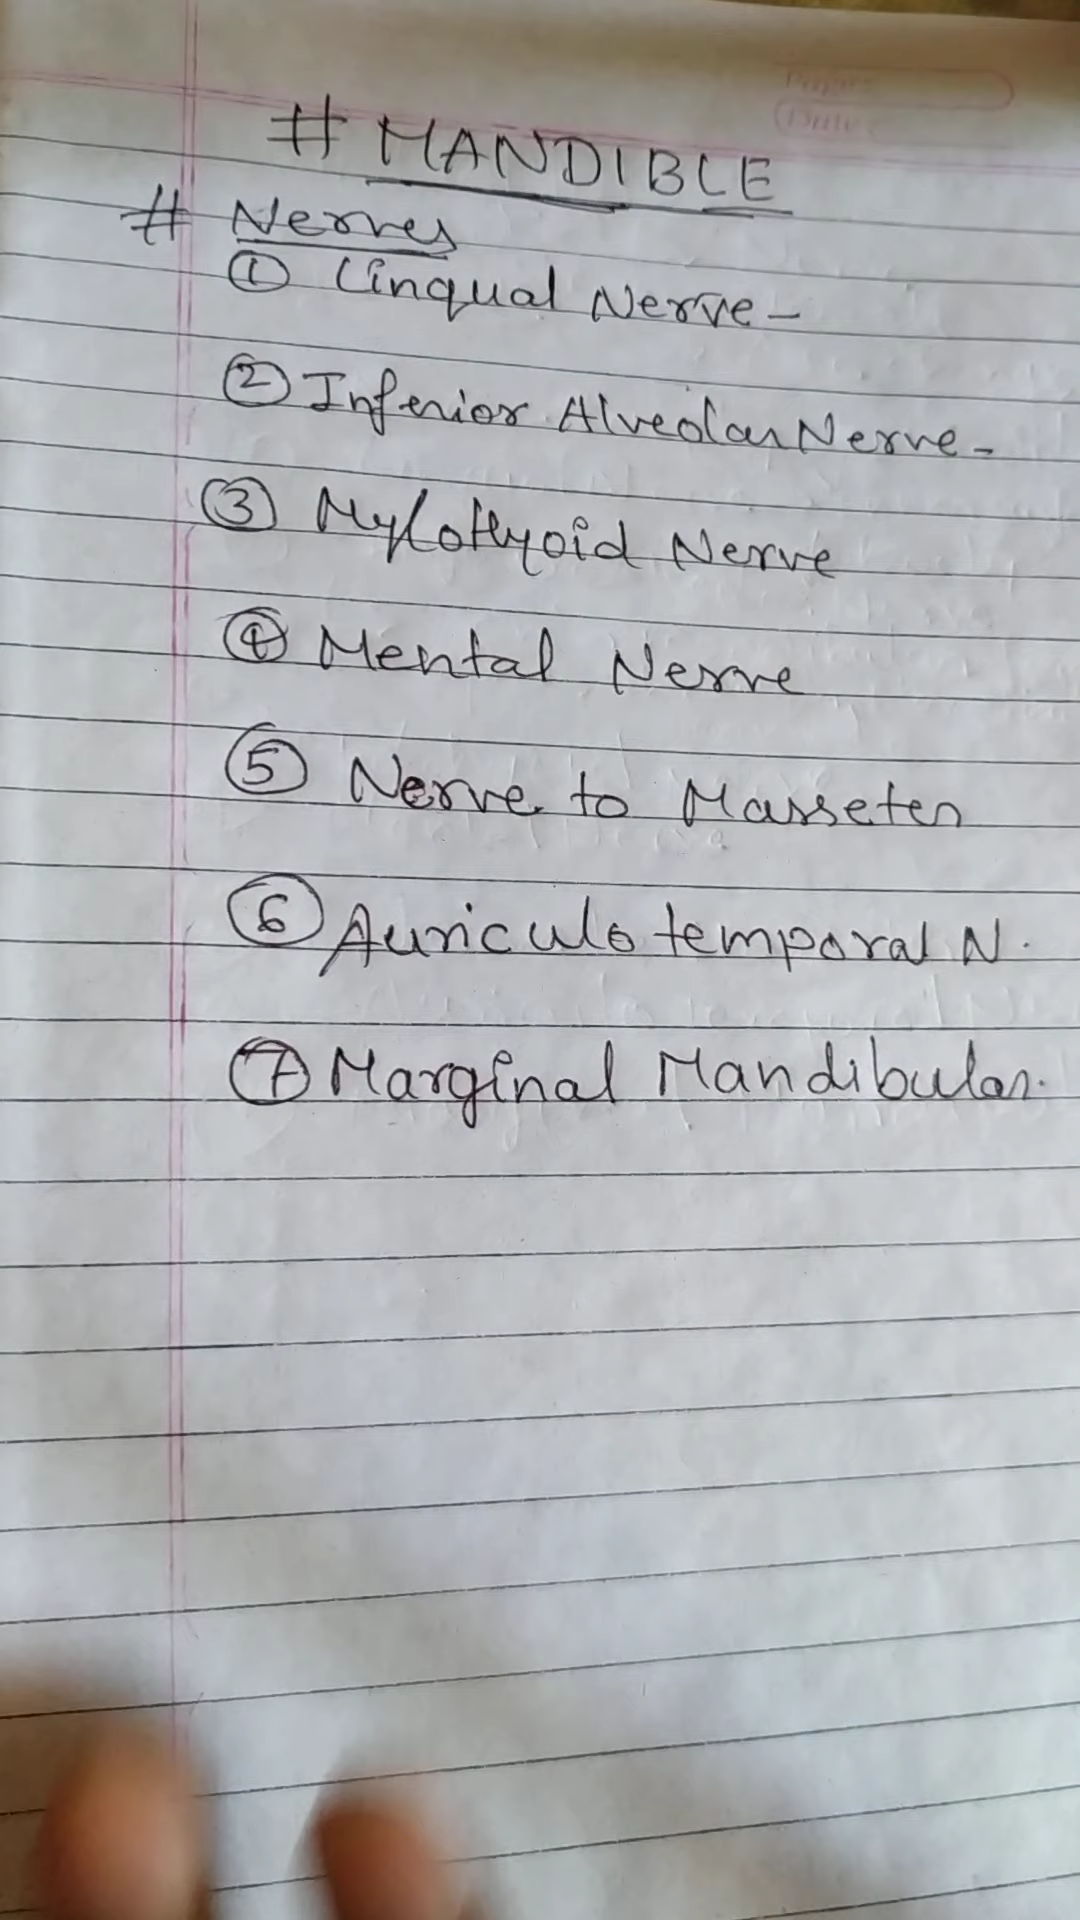 # MANDIBLE
# Nerves
① Linqual Nerve -
② Inferior Alveolar Nerve -
③ Mylohyoid Nerve
④ Mental Nerve
⑤ Nerve to Masseter
⑥ Auriculo temporal N.
⑦ Marginal Mandibular.